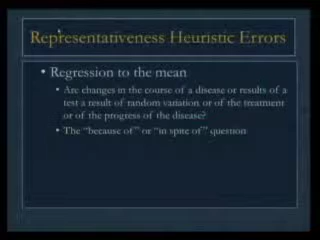 Representativeness Heuristic Errors
• Regression to the mean
• Are changes in the course of a disease or results of a
test a result of random variation or of the treatment
or of the progress of the disease?
• The “because of” or “in spite of” question